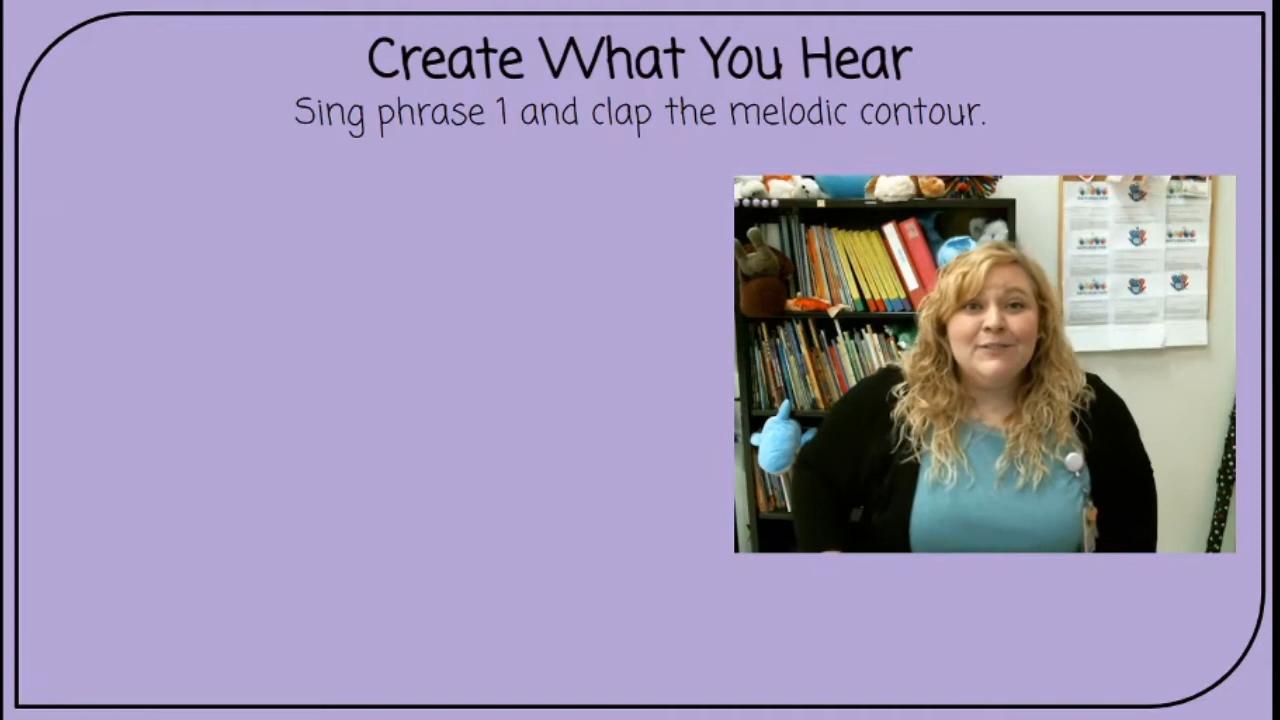 Create What You Hear
Sing phrase 1 and clap the melodic contour.